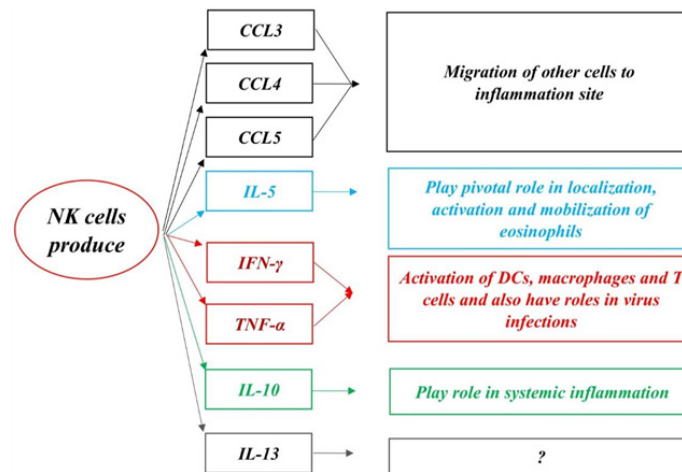 CCL3
CCL4
CCL5
Migration of other cells to
inflammation site
NK cells
produce
IL-5
Play pivotal role in localization,
activation and mobilization of
eosinophils
IFN-γ
TNF-α
Activation of DCs, macrophages and T
cells and also have roles in virus
infections
IL-10
Play role in systemic inflammation
IL-13
?